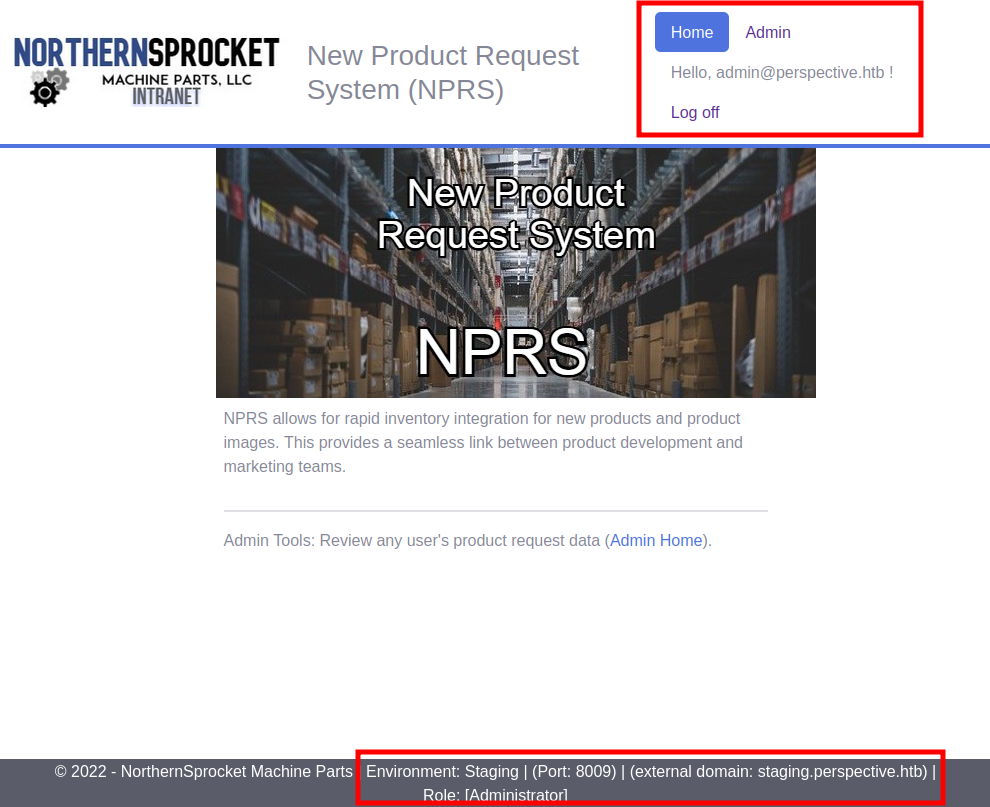 NORTHERNSPROCKET
MACHINE PARTS, LLC
INTRANET
New Product Request
System (NPRS)
Home Admin
Hello, admin@perspective.htb !
Log off
New Product
Request System
NPRS
NPRS allows for rapid inventory integration for new products and product
images. This provides a seamless link between product development and
marketing teams.
Admin Tools: Review any user's product request data (Admin Home).
© 2022 - NorthernSprocket Machine Parts | Environment: Staging | (Port: 8009) | (external domain: staging.perspective.htb) |
Role: [Administrator]